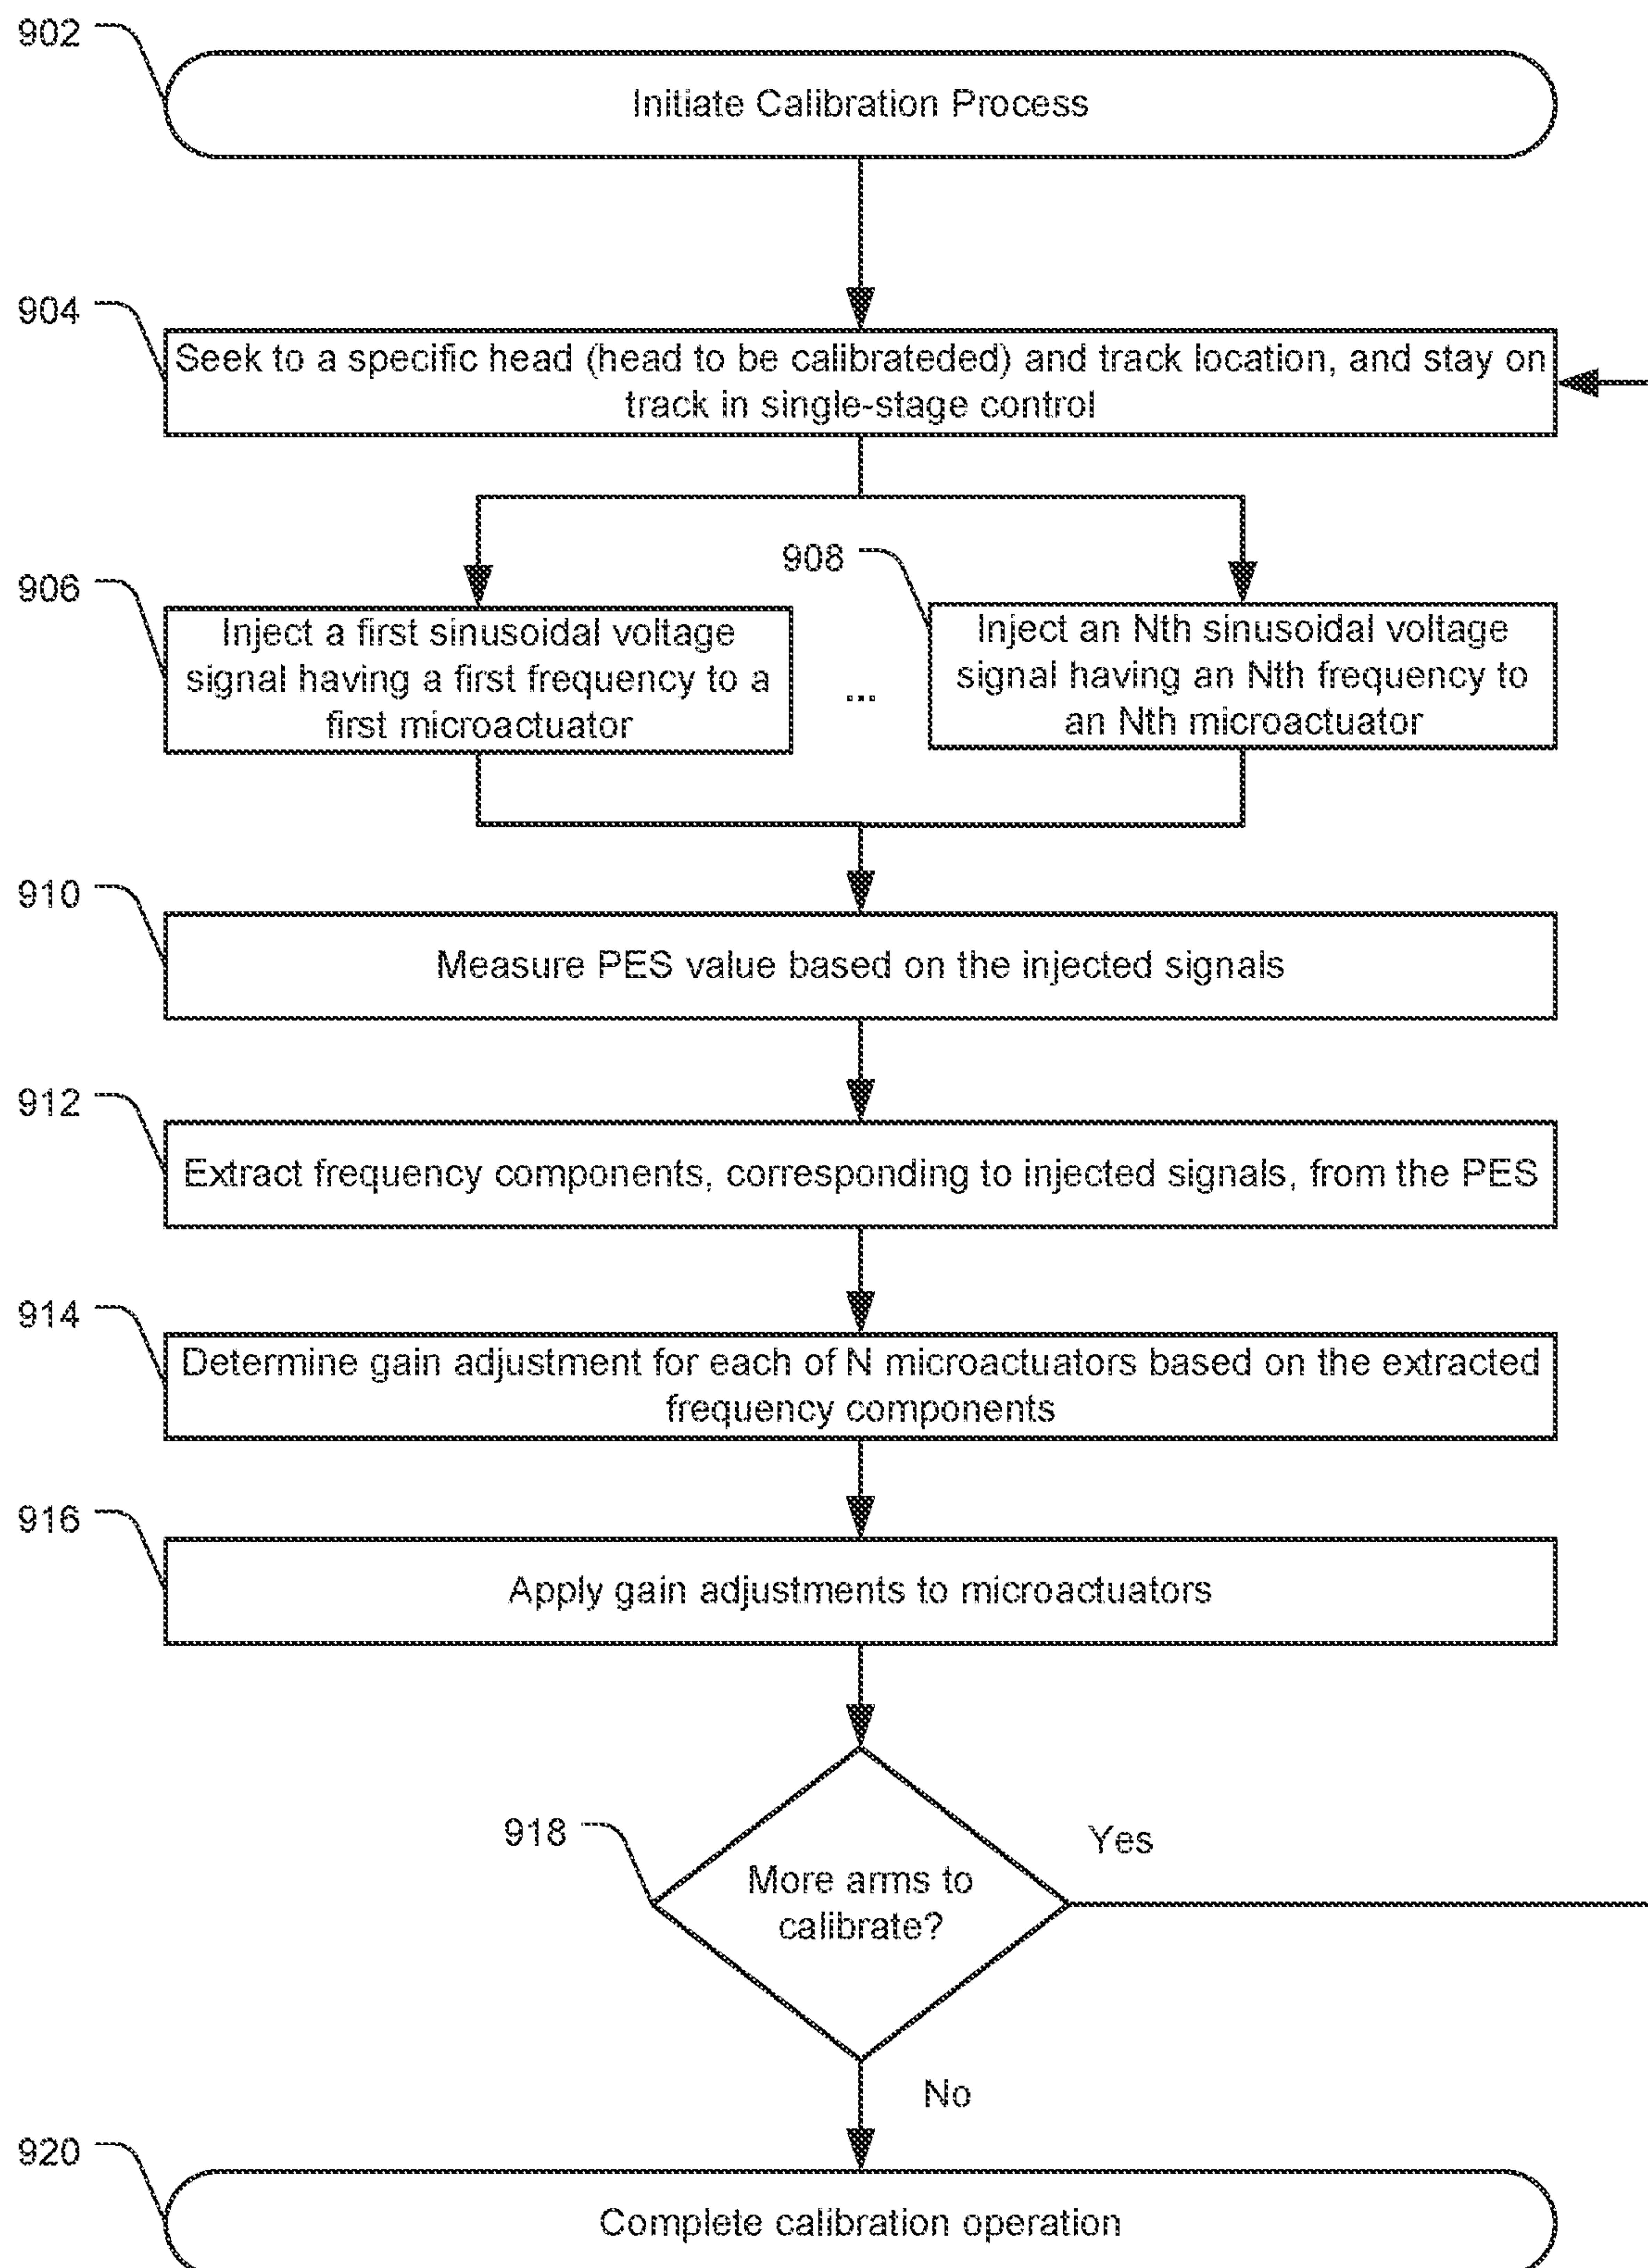 902
Initiate Calibration Process
904
Seek to a specific head (head to be calibrateded) and track location, and stay on
track in single-stage control
906
Inject a first sinusoidal voltage
signal having a first frequency to a
first microactuator
...
908
Inject an Nth sinusoidal voltage
signal having an Nth frequency to
an Nth microactuator
910
Measure PES value based on the injected signals
912
Extract frequency components, corresponding to injected signals, from the PES
914
Determine gain adjustment for each of N microactuators based on the extracted
frequency components
916
Apply gain adjustments to microactuators
918
More arms to
calibrate?
Yes
No
920
Complete calibration operation